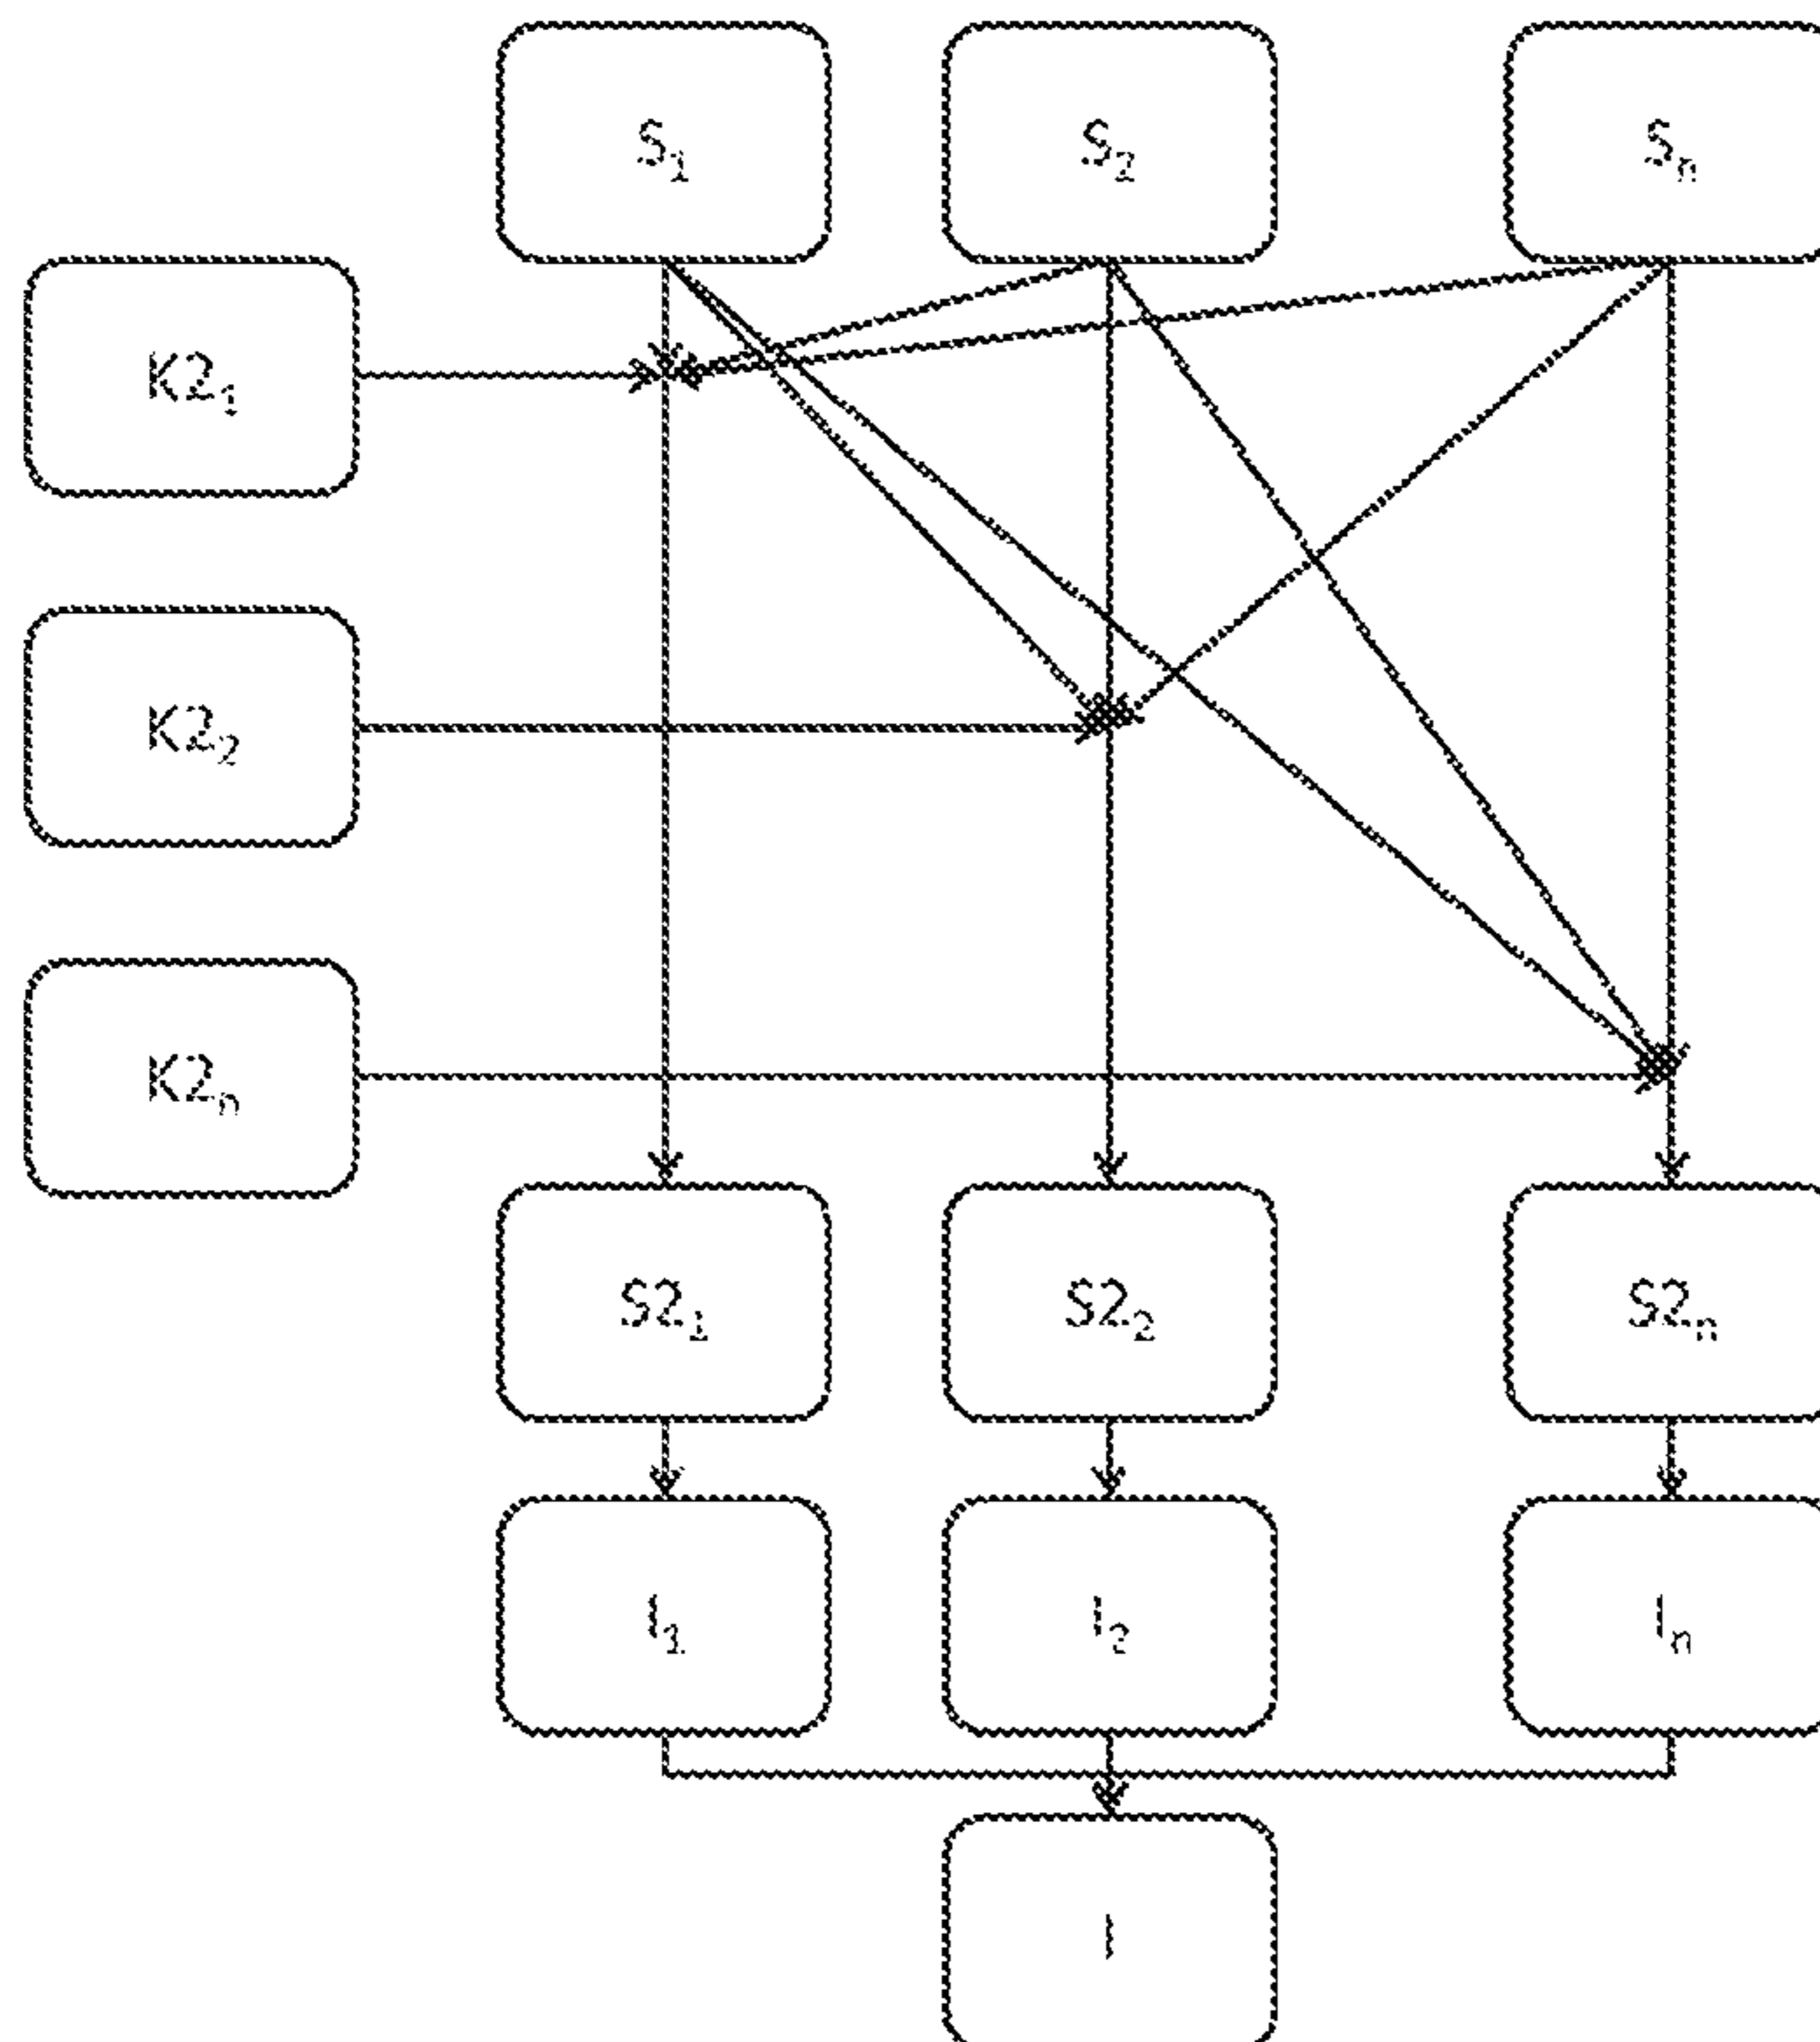 S₁ S₂ Sₙ
K2₁
K2₂
K2ₙ
S2₁ S2₂ S2ₙ
I₁ I₂ Iₙ
I